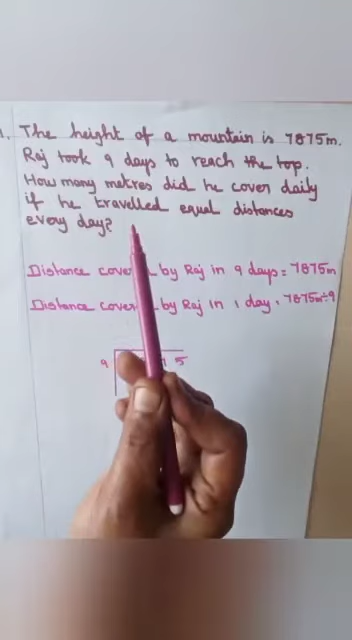 1. The height of a mountain is 7875m.
Raj took 9 days to reach the top.
How many metres did he cover daily
if he travelled equal distances
every day?
Distance by Raj in 9 days = 7875m
Distance by Raj in 1 day = 7875m÷9
9 5